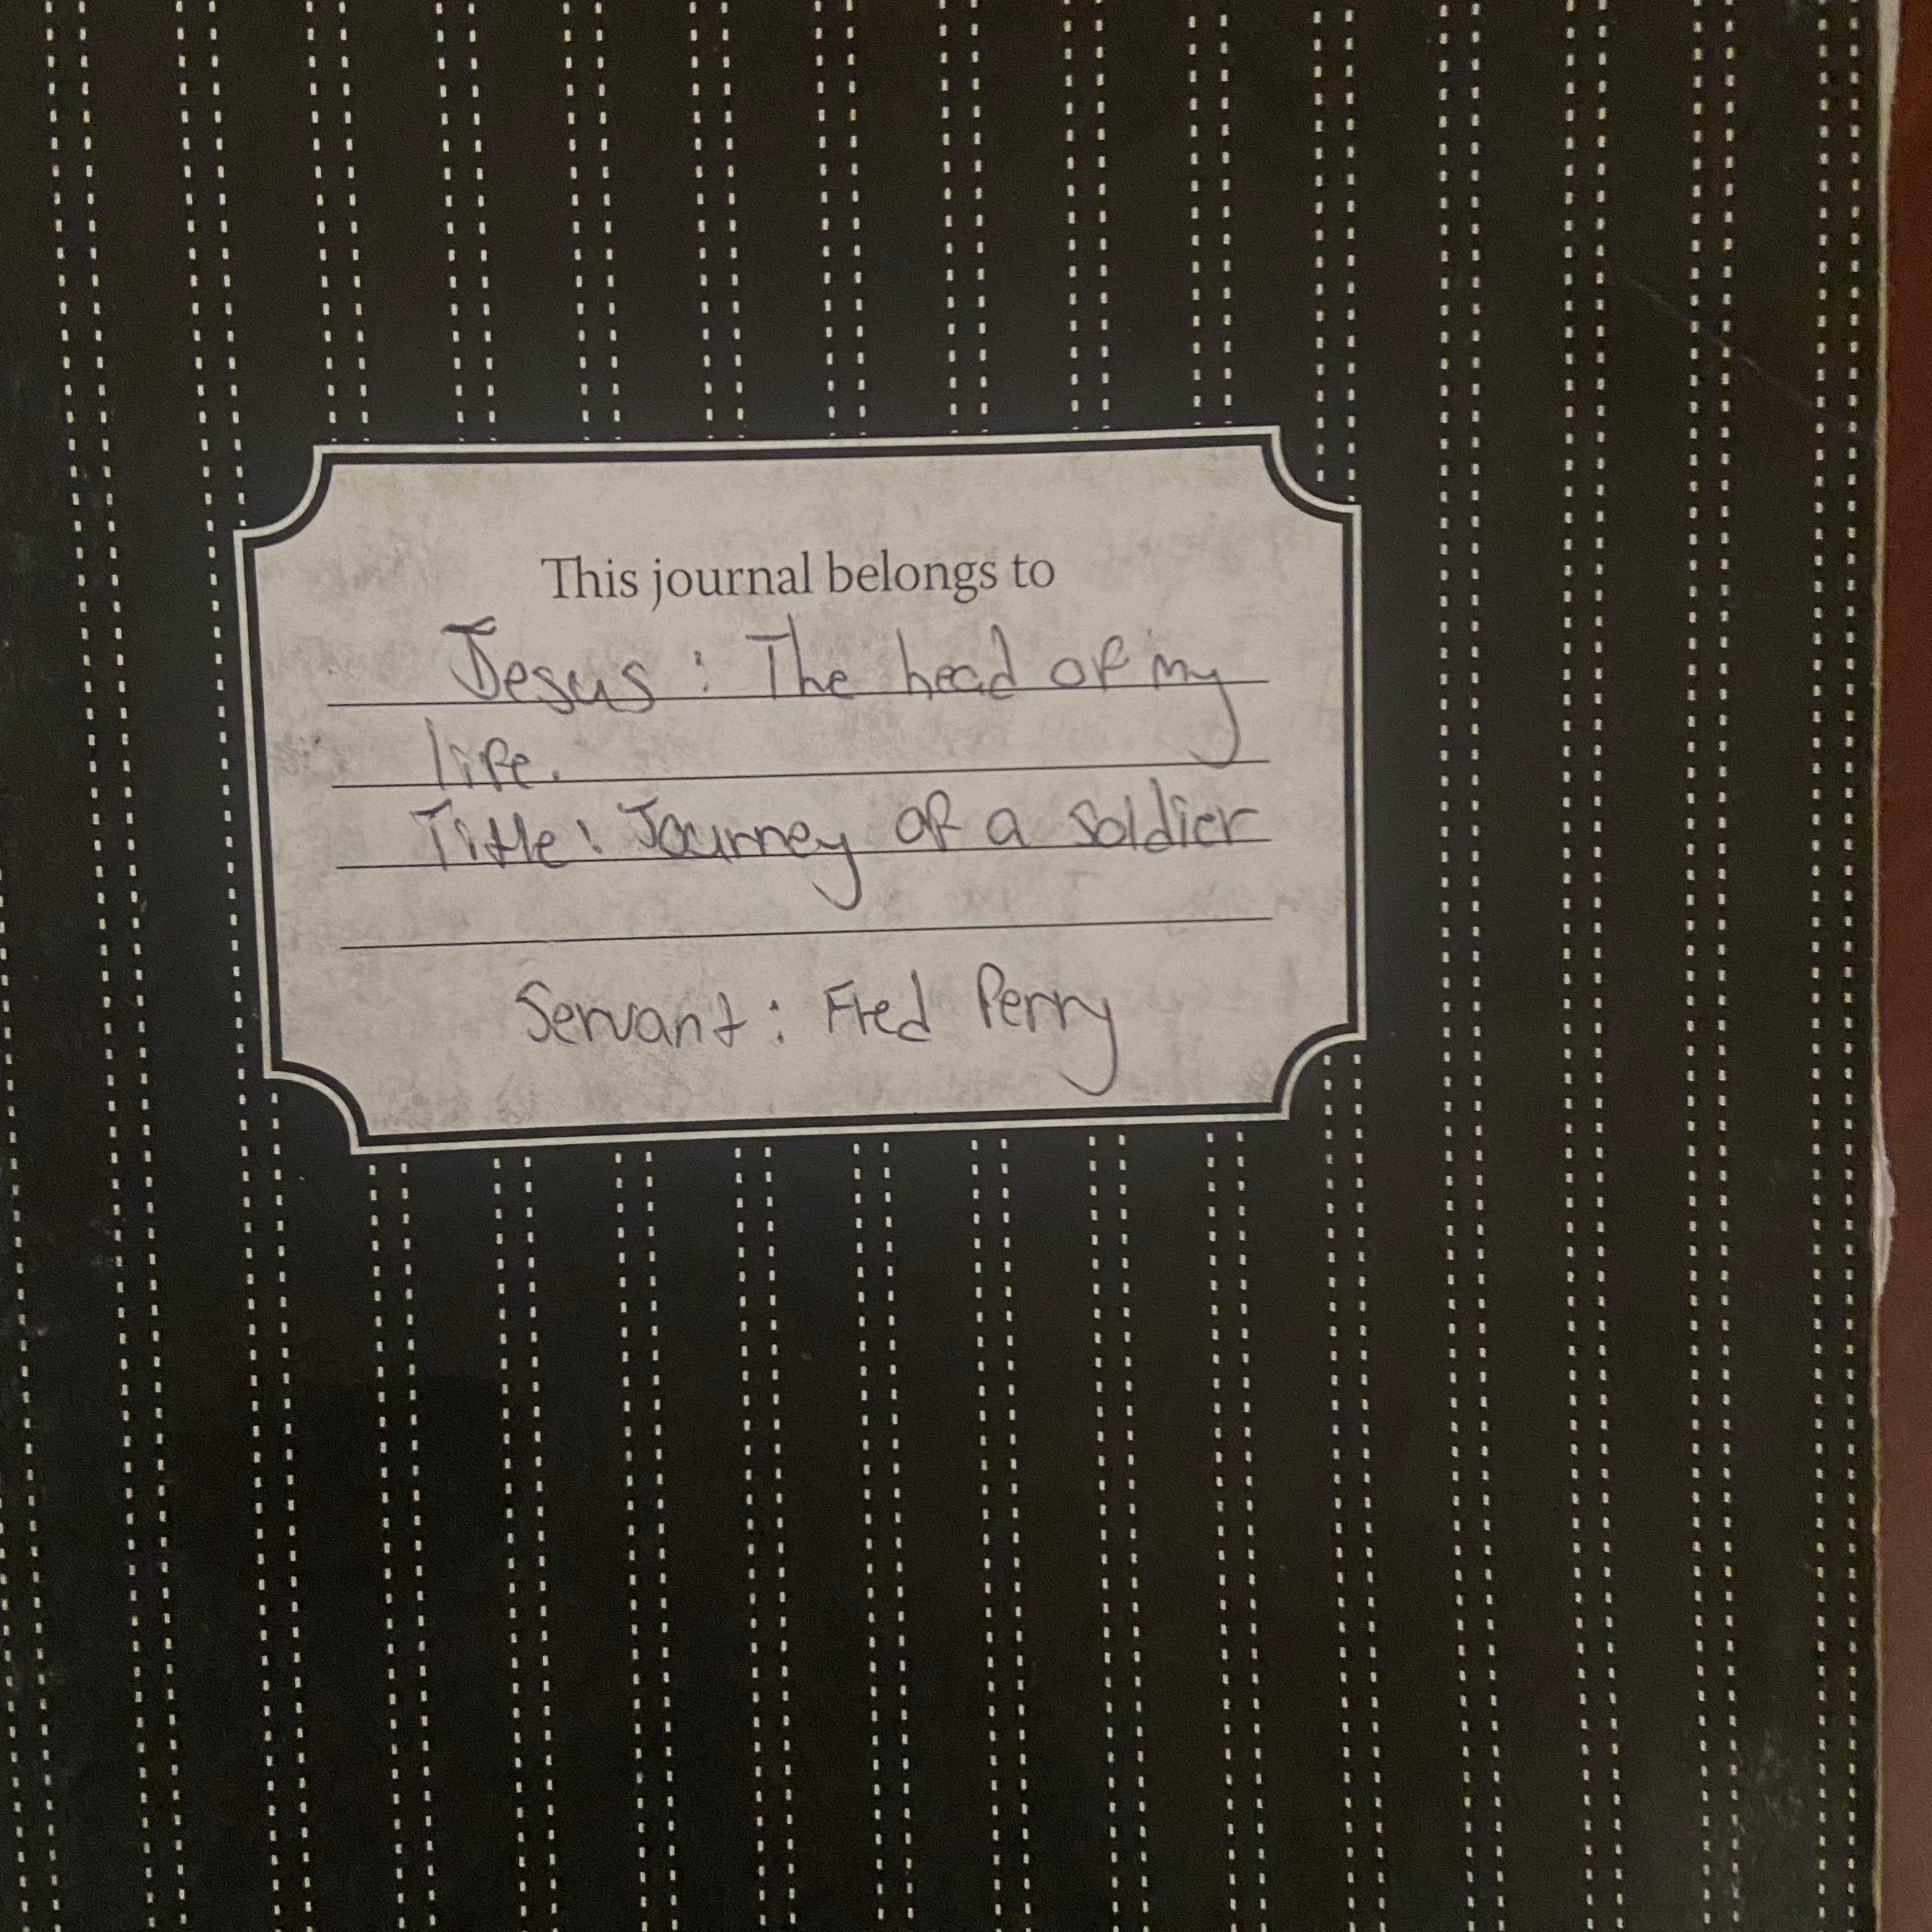 This journal belongs to
Jesus : The head of my
life.
Title: Journey of a soldier
Servant : Fred Perry